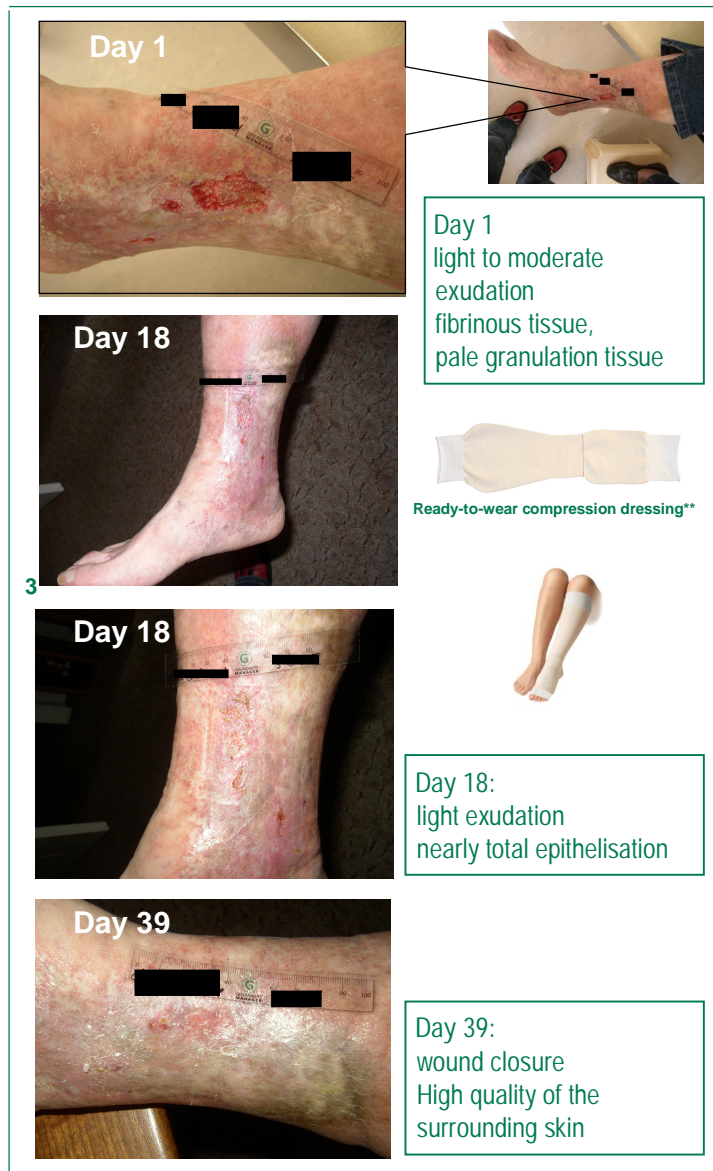 Day 1
Day 1
light to moderate
exudation
fibrinous tissue,
pale granulation tissue
Day 18
Ready-to-wear compression dressing**
3
Day 18
Day 18:
light exudation
nearly total epithelisation
Day 39
Day 39:
wound closure
High quality of the
surrounding skin